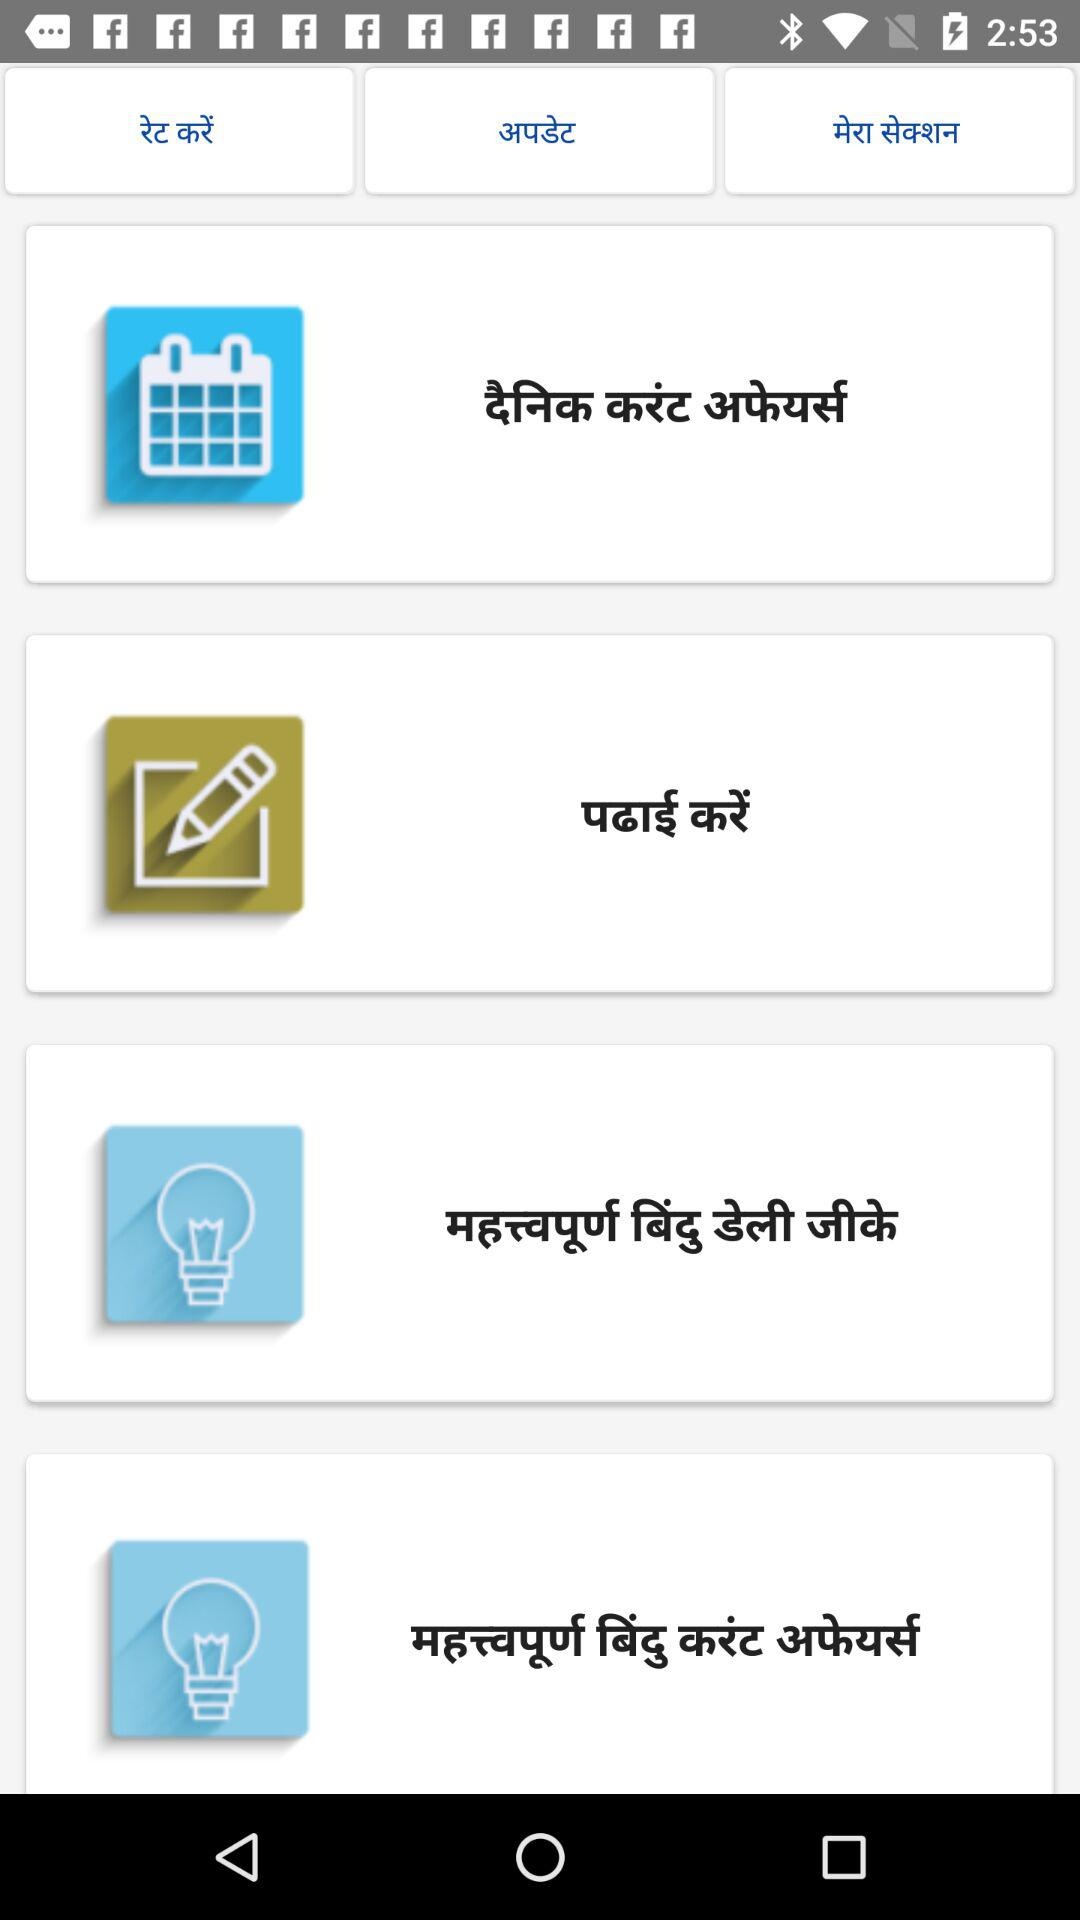 2:53
रेट करें
अपडेट
मेरा सेक्शन
दैनिक करंट अफेयर्स
पढाई करें
महत्त्वपूर्ण बिंदु डेली जीके
महत्त्वपूर्ण बिंदु करंट अफेयर्स